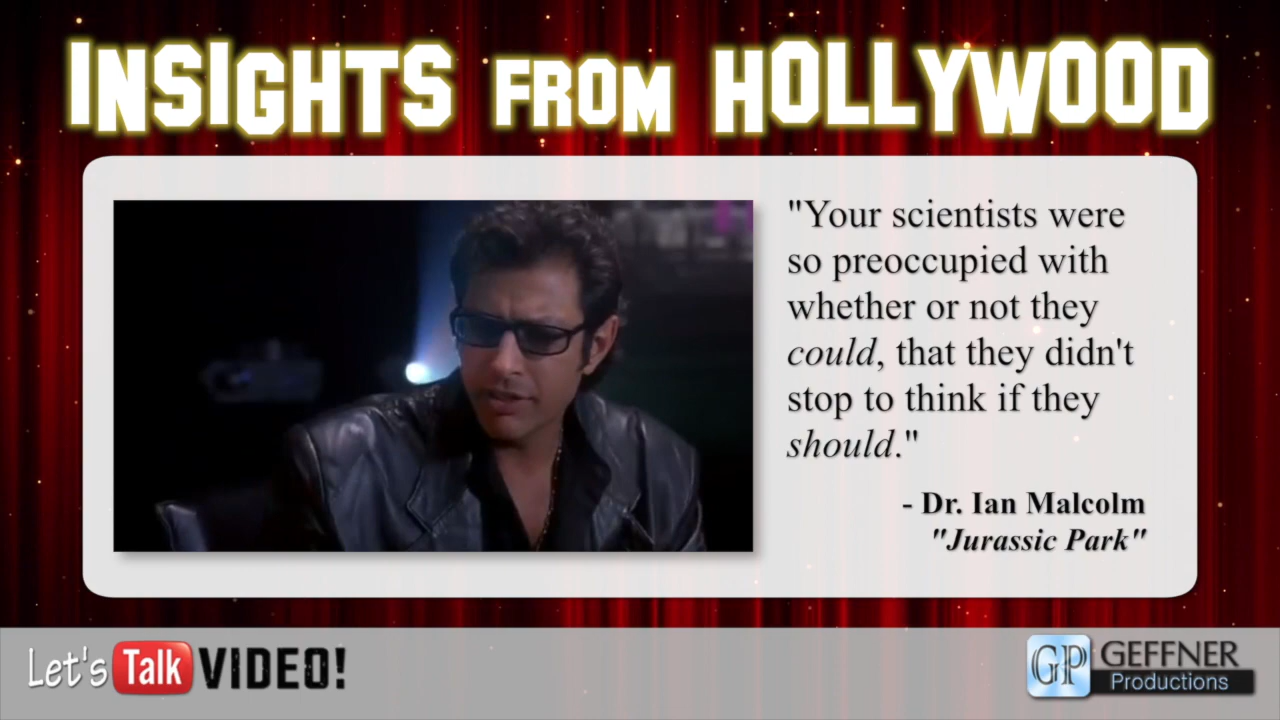 INSIGHTS FROM HOLLYWOOD
"Your scientists were
so preoccupied with
whether or not they
could, that they didn't
stop to think if they
should."
- Dr. Ian Malcolm
"Jurassic Park"
Let's Talk VIDEO!
GP GEFFNER
Productions